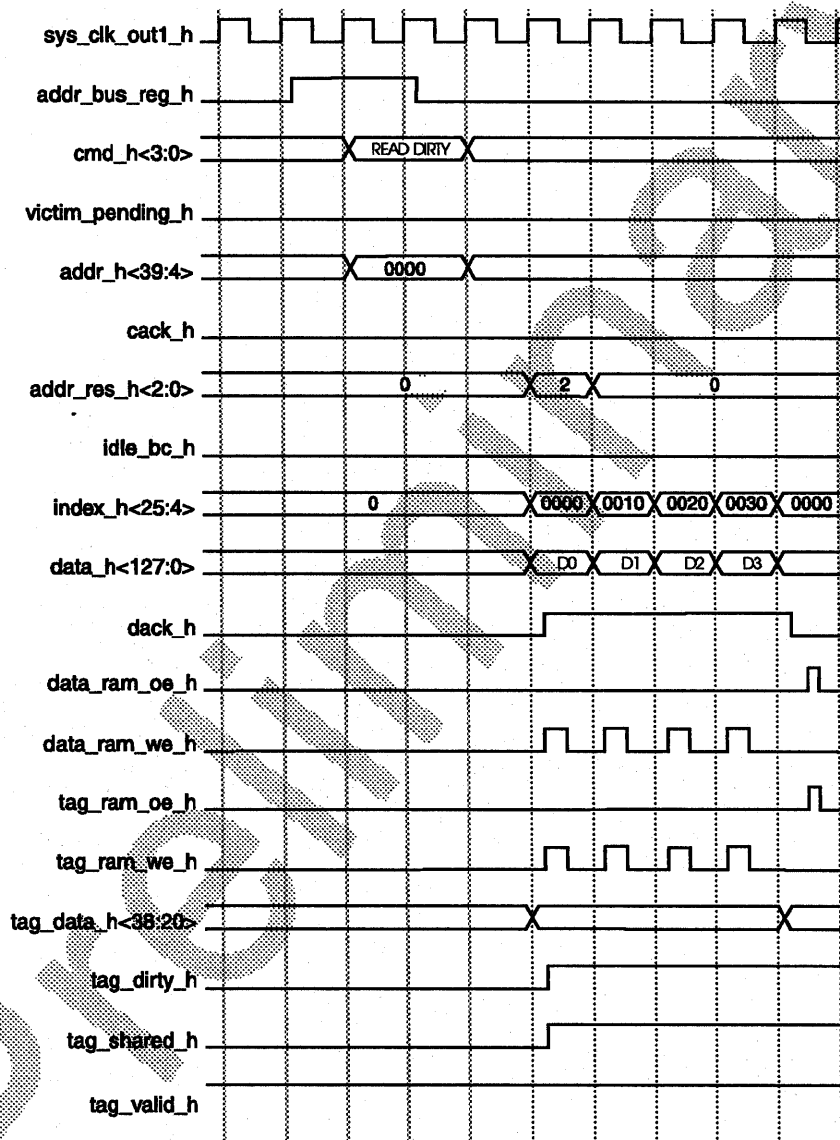 sys_clk_out1_h
addr_bus_reg_h
cmd_h<3:0> READ DIRTY
victim_pending_h
addr_h<39:4> 0000
cack_h
addr_res_h<2:0> 0 2 0
idle_bc_h
index_h<25:4> 0 0000 0010 0020 0030 0000
data_h<127:0> D0 D1 D2 D3
dack_h
data_ram_oe_h
data_ram_we_h
tag_ram_oe_h
tag_ram_we_h
tag_data_h<38:20>
tag_dirty_h
tag_shared_h
tag_valid_h